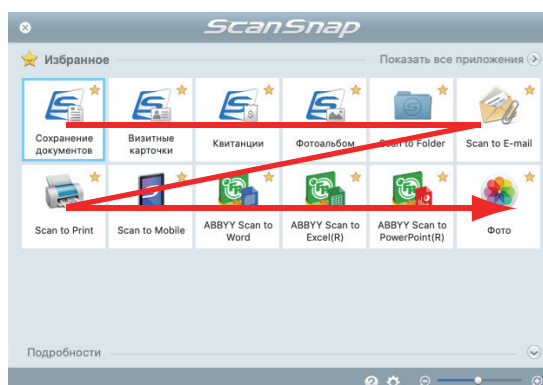 ScanSnap
Избранное
Показать все приложения
Сохранение
документов
Визитные
карточки
Квитанции
Фотоальбом
Scan to Folder
Scan to E-mail
Scan to Print
Scan to Mobile
ABBYY Scan to
Word
ABBYY Scan to
Excel(R)
ABBYY Scan to
PowerPoint(R)
Фото
Подробности